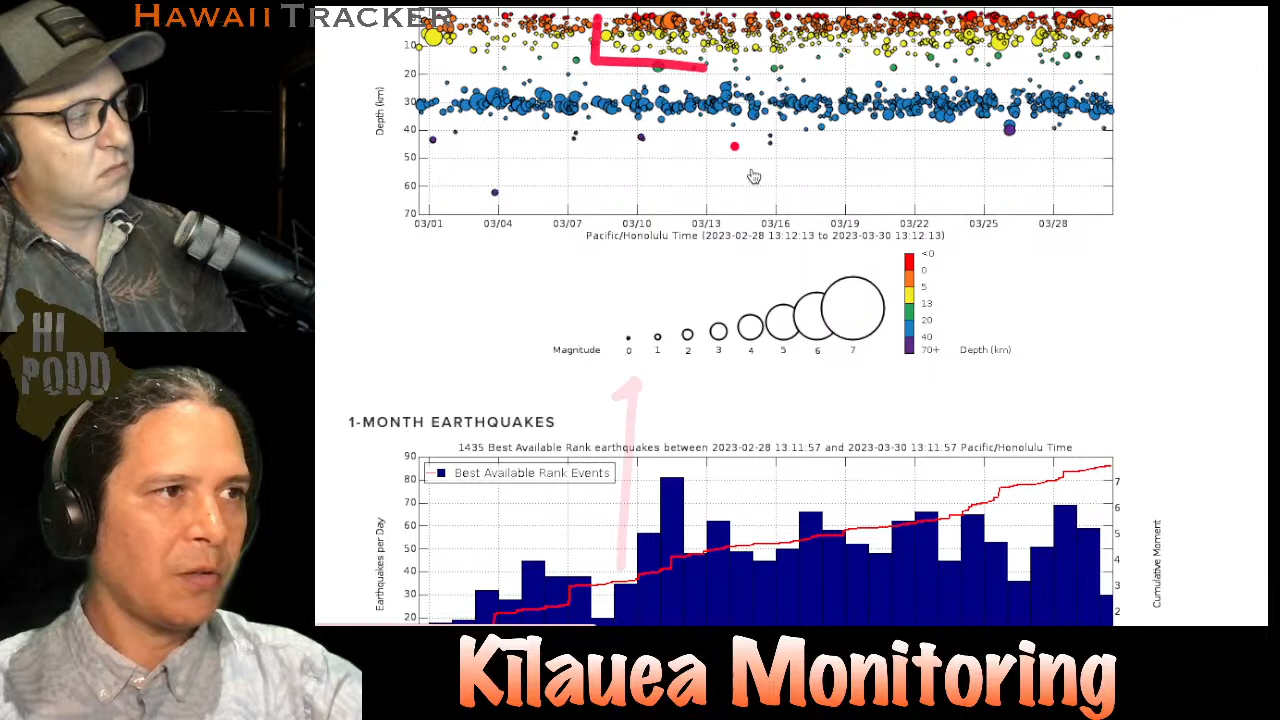 HAWAII TRACKER
HI
PODD
10
20
30
40
50
60
70
Depth (km)
03/01 03/04 03/07 03/10 03/13 03/16 03/19 03/22 03/25 03/28
Pacific/Honolulu Time (2023-02-28 13:12:13 to 2023-03-30 13:12:13)
Magnitude 0 1 2 3 4 5 6 7
<0
0
5
13
20
40
70+
Depth (km)
1
1-MONTH EARTHQUAKES
1435 Best Available Rank earthquakes between 2023-02-28 13:11:57 and 2023-03-30 13:11:57 Pacific/Honolulu Time
Best Available Rank Events
90
80
70
60
50
40
30
20
Earthquakes per Day
7
6
5
4
3
2
Cumulative Moment
Kīlauea Monitoring